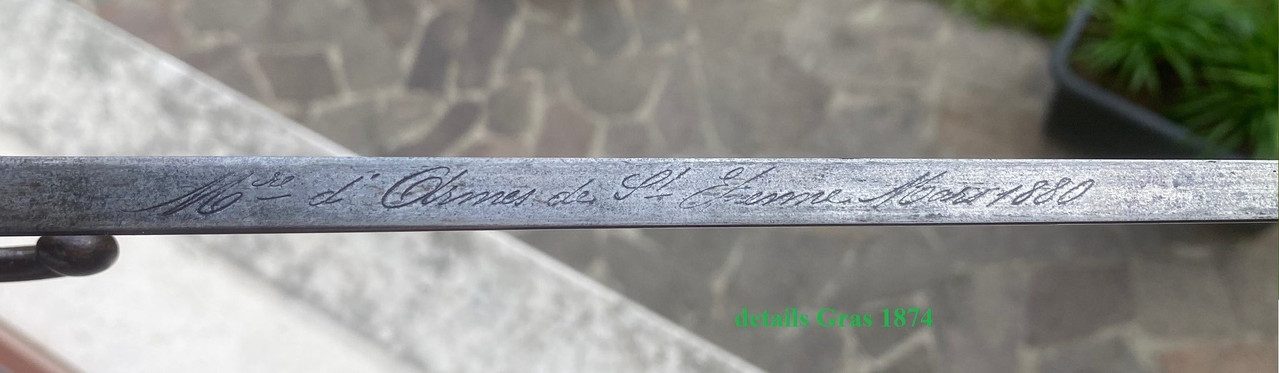 Mre d'Armes de St. Etienne Mars 1880
details Gras 1874